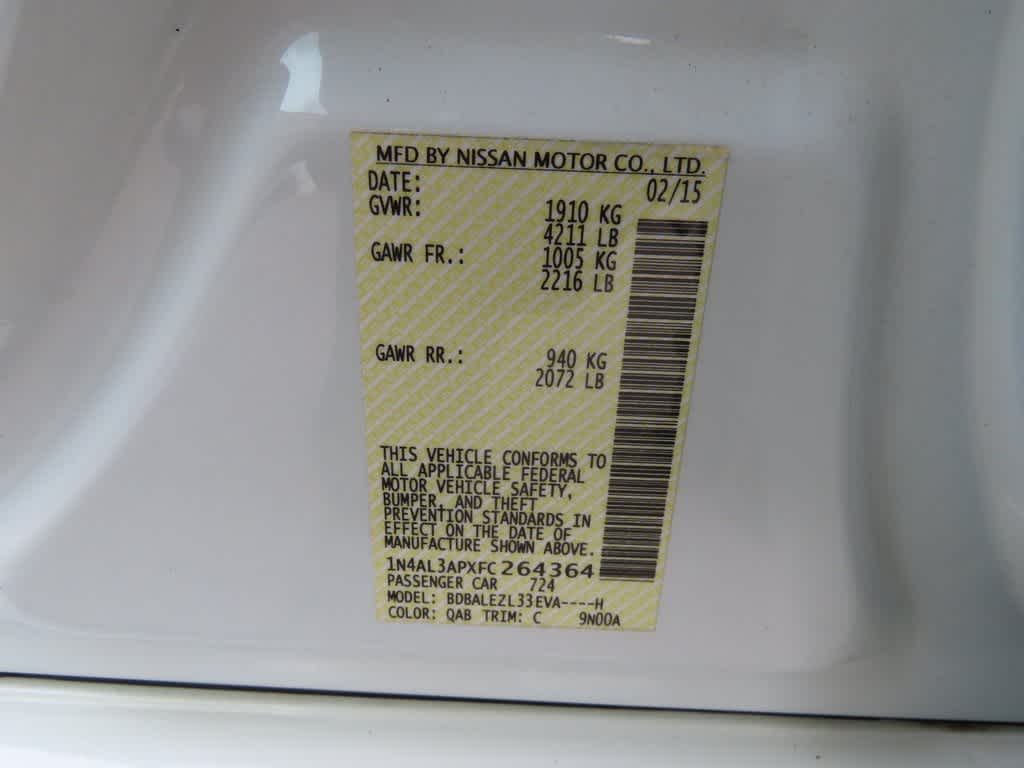 MFD BY NISSAN MOTOR CO., LTD.
DATE: 02/15
GVWR: 1910 KG
4211 LB
GAWR FR.: 1005 KG
2216 LB
GAWR RR.: 940 KG
2072 LB
THIS VEHICLE CONFORMS TO
ALL APPLICABLE FEDERAL
MOTOR VEHICLE SAFETY,
BUMPER, AND THEFT
PREVENTION STANDARDS IN
EFFECT ON THE DATE OF
MANUFACTURE SHOWN ABOVE.
1N4AL3APXFC264364
PASSENGER CAR 724
MODEL: BDBALEZL33EVA----H
COLOR: QAB TRIM: C 9N00A